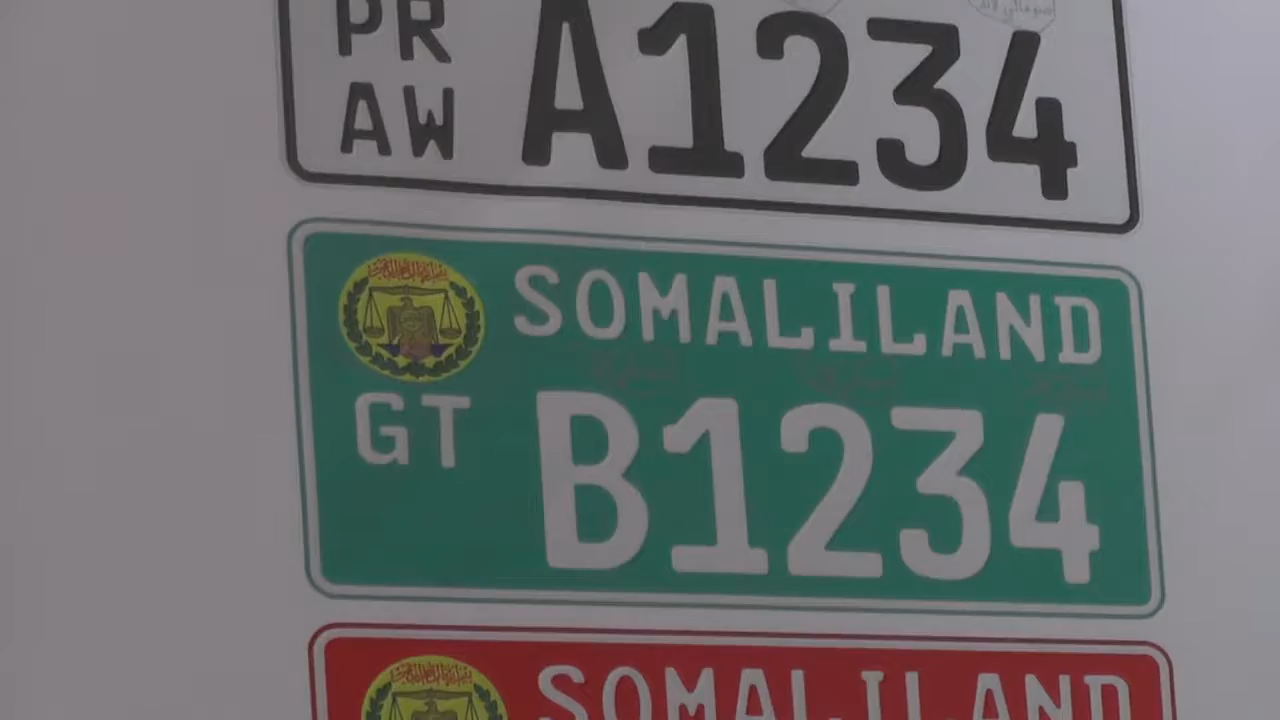 PR
AW
A1234
SOMALILAND
GT
B1234
SOMALILAND